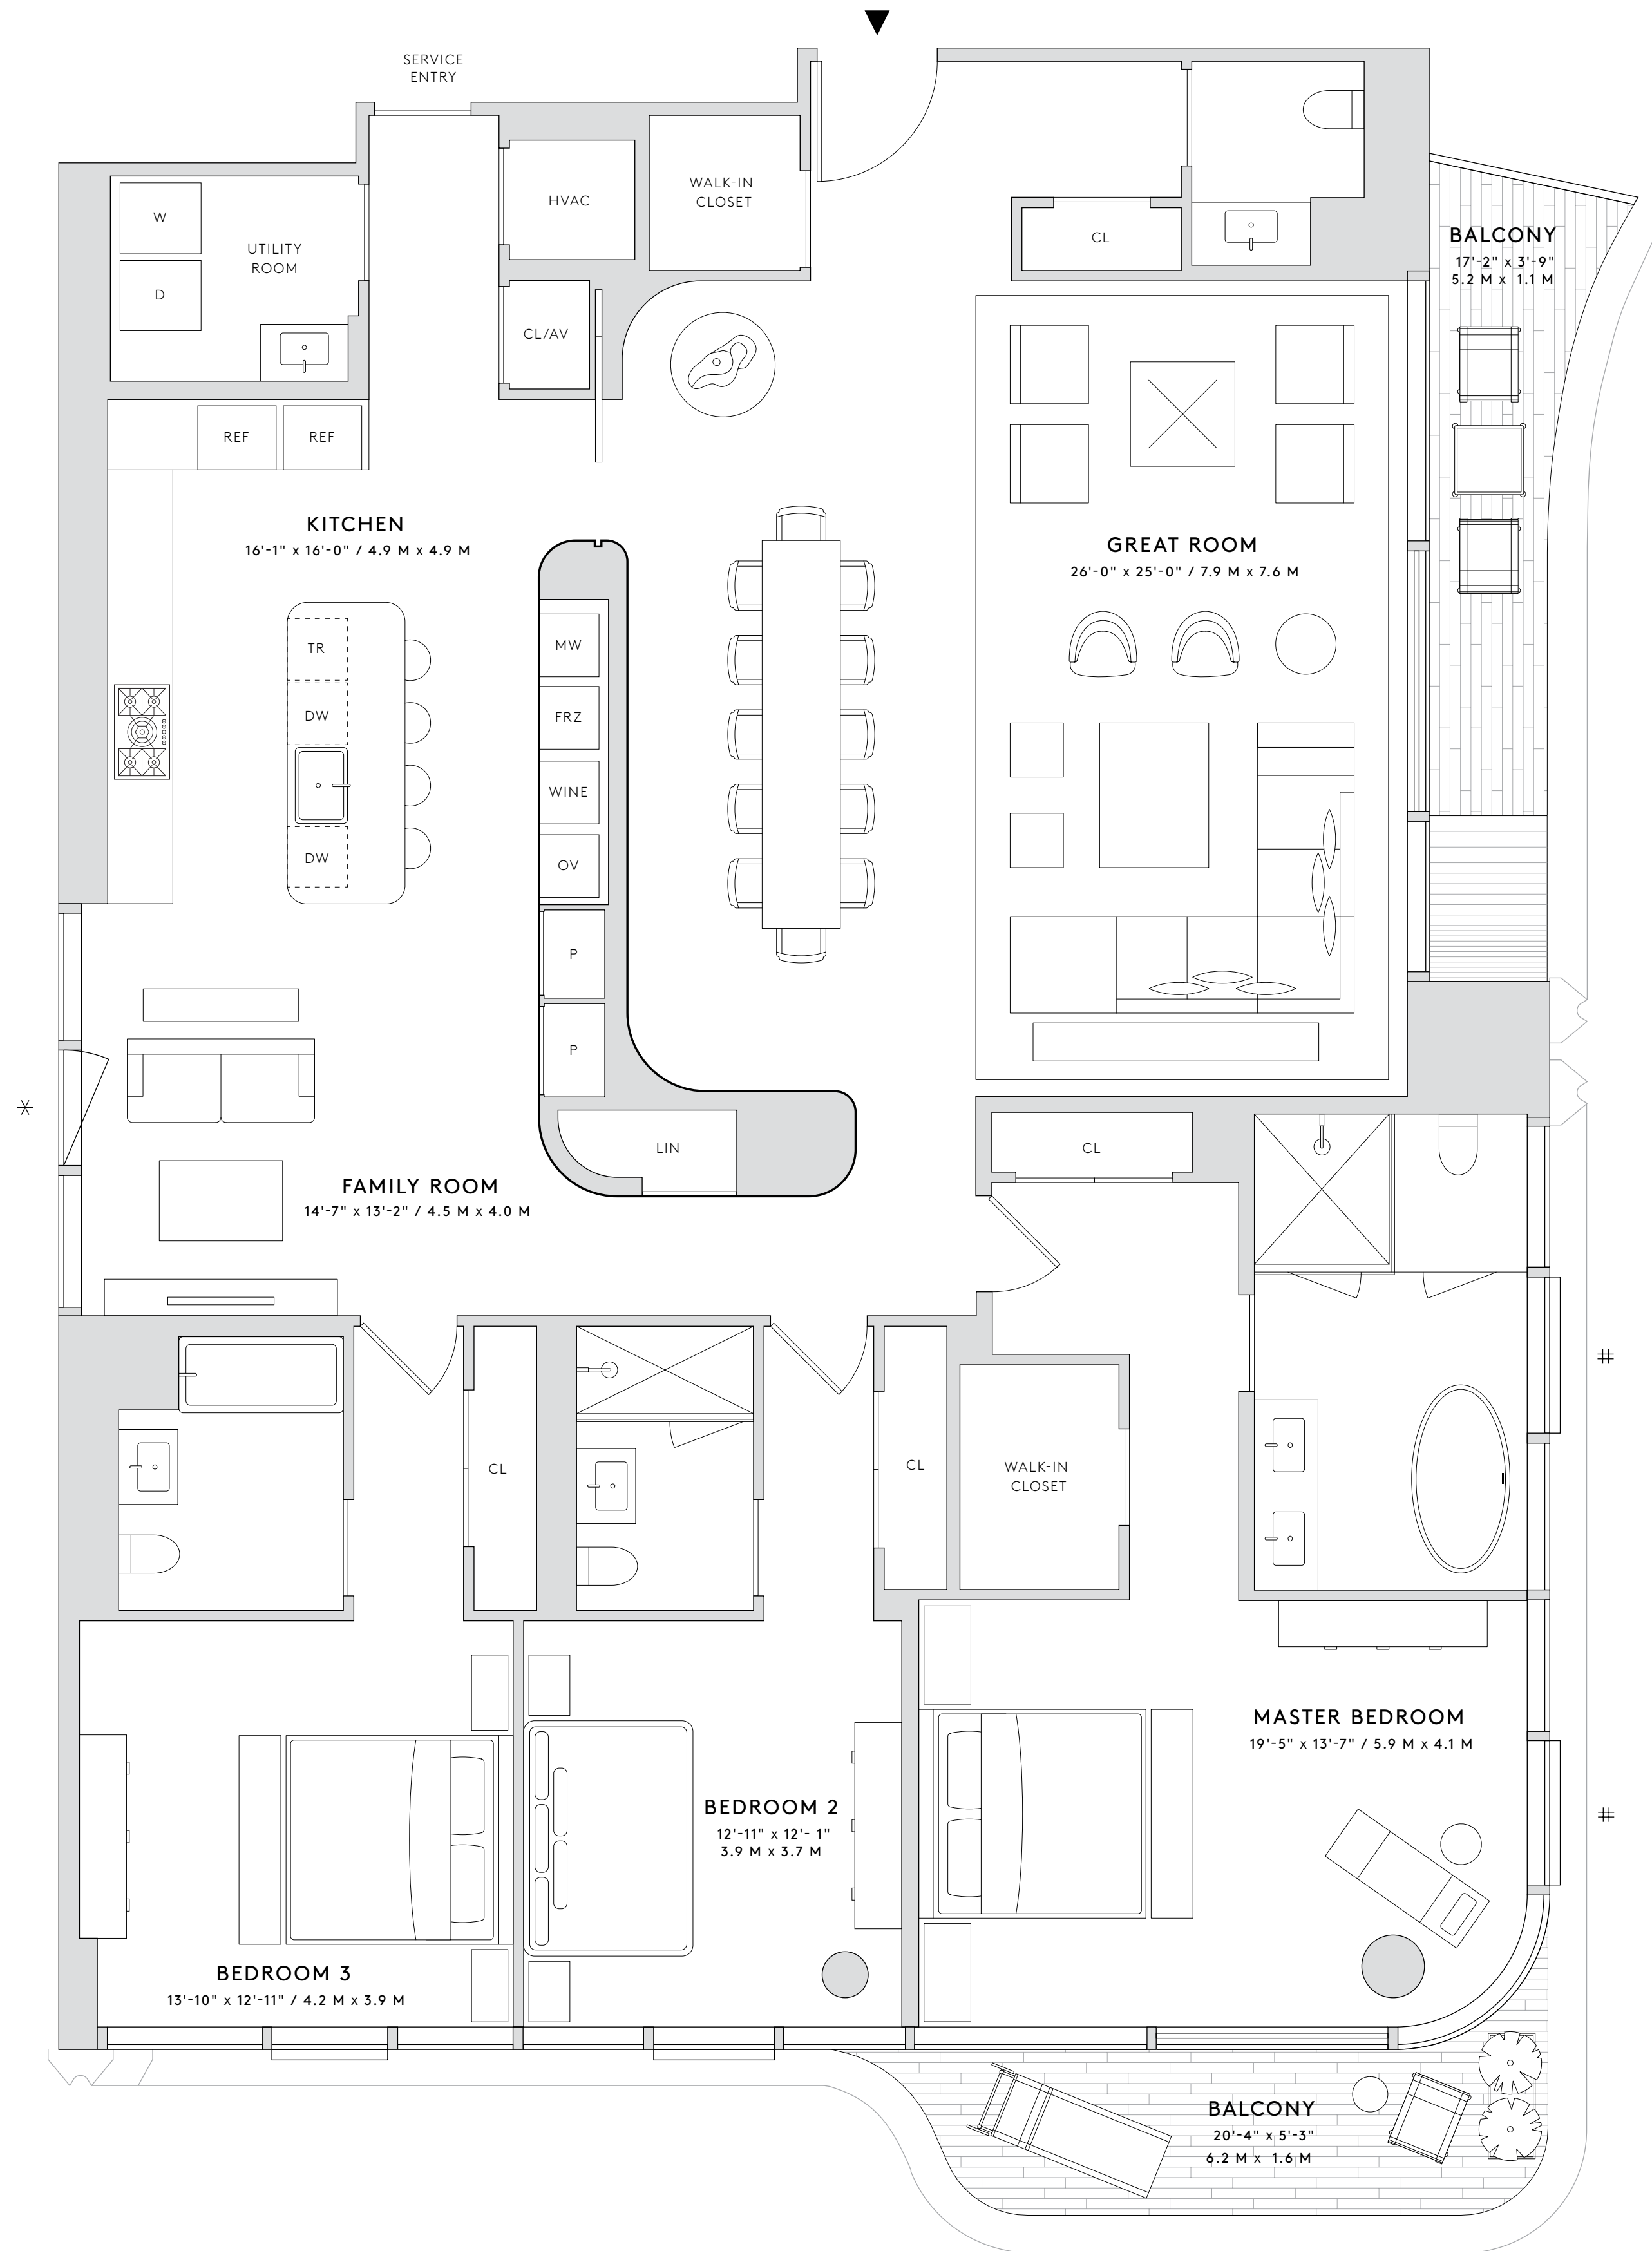 SERVICE
ENTRY
HVAC
WALK-IN
CLOSET
W
UTILITY
ROOM
D
CL
BALCONY
17'-2" x 3'-9"
5.2 M x 1.1 M
CL/AV
REF
REF
KITCHEN
16'-1" x 16'-0" / 4.9 M x 4.9 M
GREAT ROOM
26'-0" x 25'-0" / 7.9 M x 7.6 M
TR
DW
DW
MW
FRZ
WINE
OV
P
P
LIN
CL
FAMILY ROOM
14'-7" x 13'-2" / 4.5 M x 4.0 M
*
#
CL
CL
WALK-IN
CLOSET
MASTER BEDROOM
19'-5" x 13'-7" / 5.9 M x 4.1 M
#
BEDROOM 2
12'-11" x 12'- 1"
3.9 M x 3.7 M
BEDROOM 3
13'-10" x 12'-11" / 4.2 M x 3.9 M
BALCONY
20'-4" x 5'-3"
6.2 M x 1.6 M